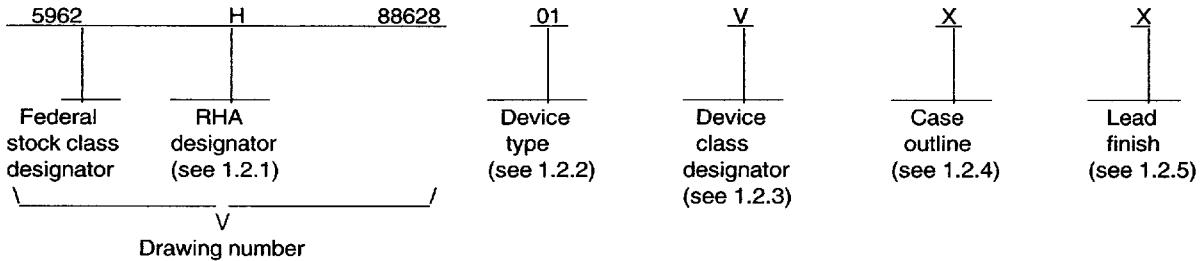 5962 H 88628 01 V X X
Federal stock class designator
RHA designator (see 1.2.1)
Device type (see 1.2.2)
Device class designator (see 1.2.3)
Case outline (see 1.2.4)
Lead finish (see 1.2.5)
\ /
V
Drawing number